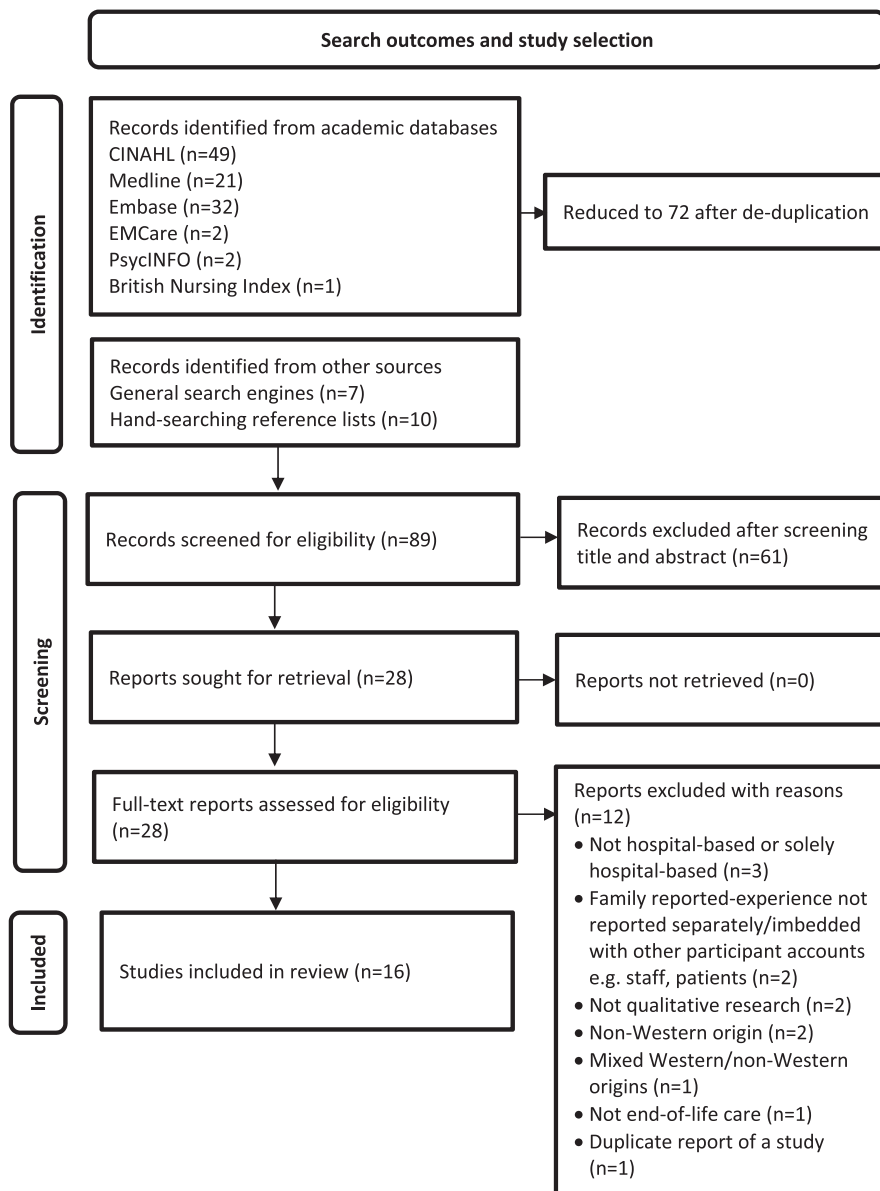 Search outcomes and study selection
Identification
Records identified from academic databases
CINAHL (n=49)
Medline (n=21)
Embase (n=32)
EMCare (n=2)
PsycINFO (n=2)
British Nursing Index (n=1)
Reduced to 72 after de-duplication
Records identified from other sources
General search engines (n=7)
Hand-searching reference lists (n=10)
Screening
Records screened for eligibility (n=89)
Records excluded after screening
title and abstract (n=61)
Reports sought for retrieval (n=28)
Reports not retrieved (n=0)
Full-text reports assessed for eligibility
(n=28)
Reports excluded with reasons
(n=12)
• Not hospital-based or solely
hospital-based (n=3)
• Family reported-experience not
reported separately/imbedded
with other participant accounts
e.g. staff, patients (n=2)
• Not qualitative research (n=2)
• Non-Western origin (n=2)
• Mixed Western/non-Western
origins (n=1)
• Not end-of-life care (n=1)
• Duplicate report of a study
(n=1)
Included
Studies included in review (n=16)